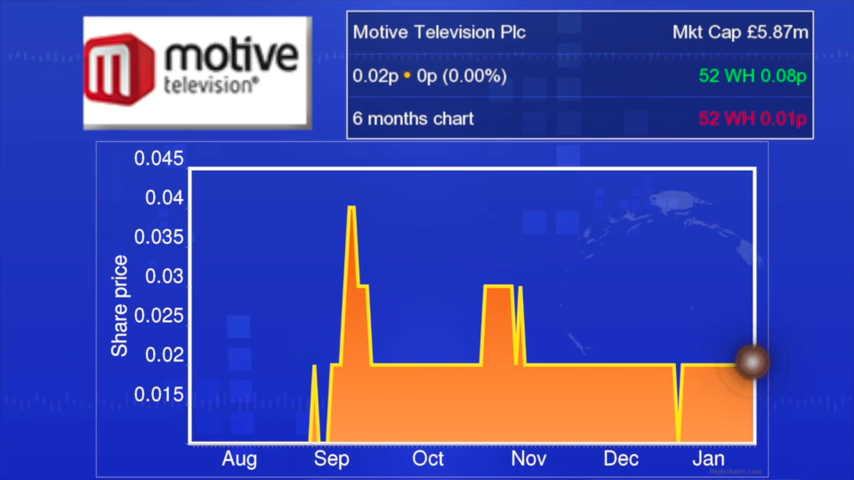 motive
television®
Motive Television Plc Mkt Cap £5.87m
0.02p • 0p (0.00%) 52 WH 0.08p
6 months chart 52 WH 0.01p
0.045
0.04
0.035
0.03
0.025
0.02
0.015
Share price
Aug Sep Oct Nov Dec Jan
Highcharts.com